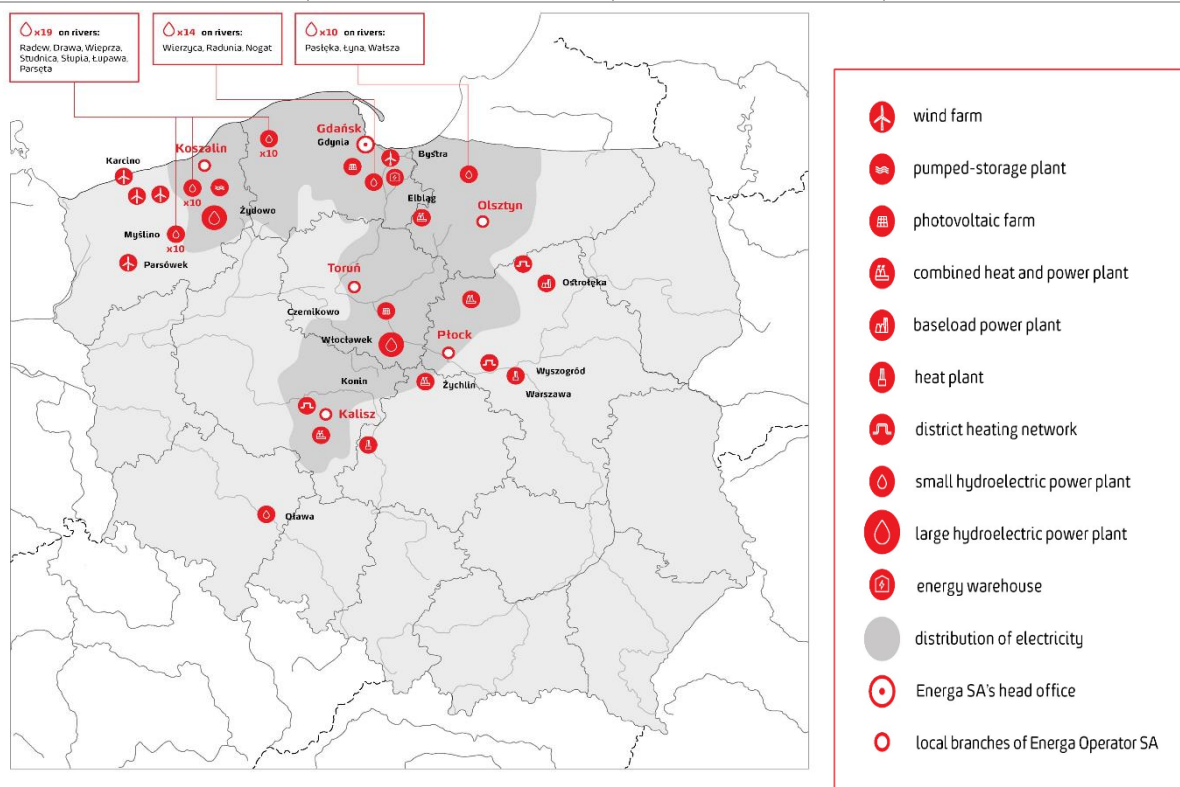 x19 on rivers:
Radew, Drawa, Wieprza,
Studnica, Słupia, Łupawa,
Parsęta
x14 on rivers:
Wierzyca, Radunia, Nogat
x10 on rivers:
Pasłęka, Łyna, Wałsza
Gdańsk
Gdynia
x10
Bystra
Koszalin
Karcino
x10
Elbląg
Olsztyn
Żydowo
Myślino
x10
Parsówek
Toruń
Ostrołęka
Czernikowo
Włocławek
Płock
Wyszogród
Konin
Żychlin
Warszawa
Kalisz
Oława
wind farm
pumped-storage plant
photovoltaic farm
combined heat and power plant
baseload power plant
heat plant
district heating network
small hydroelectric power plant
large hydroelectric power plant
energy warehouse
distribution of electricity
Energa SA's head office
local branches of Energa Operator SA